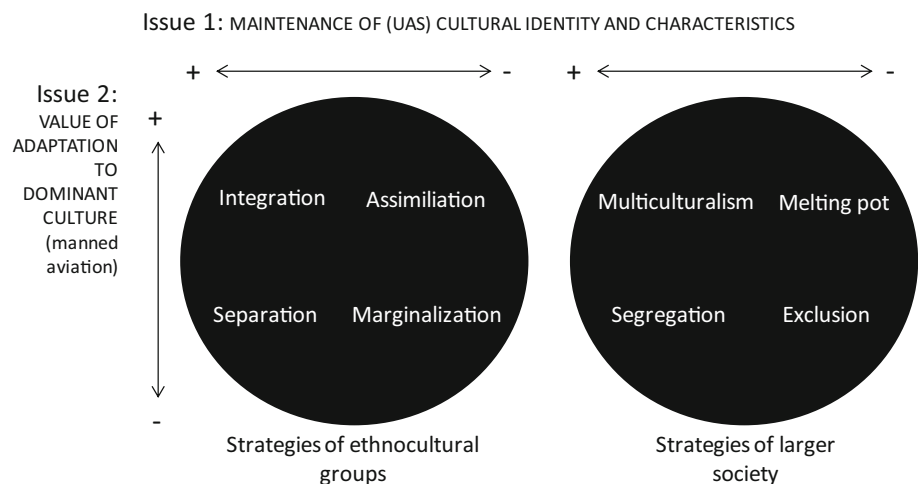 Issue 1: MAINTENANCE OF (UAS) CULTURAL IDENTITY AND CHARACTERISTICS
+ - + -
Issue 2:
VALUE OF
ADAPTATION
TO
DOMINANT
CULTURE
(manned
aviation)
+
-
Integration Assimiliation
Separation Marginalization
Multiculturalism Melting pot
Segregation Exclusion
Strategies of ethnocultural
groups
Strategies of larger
society